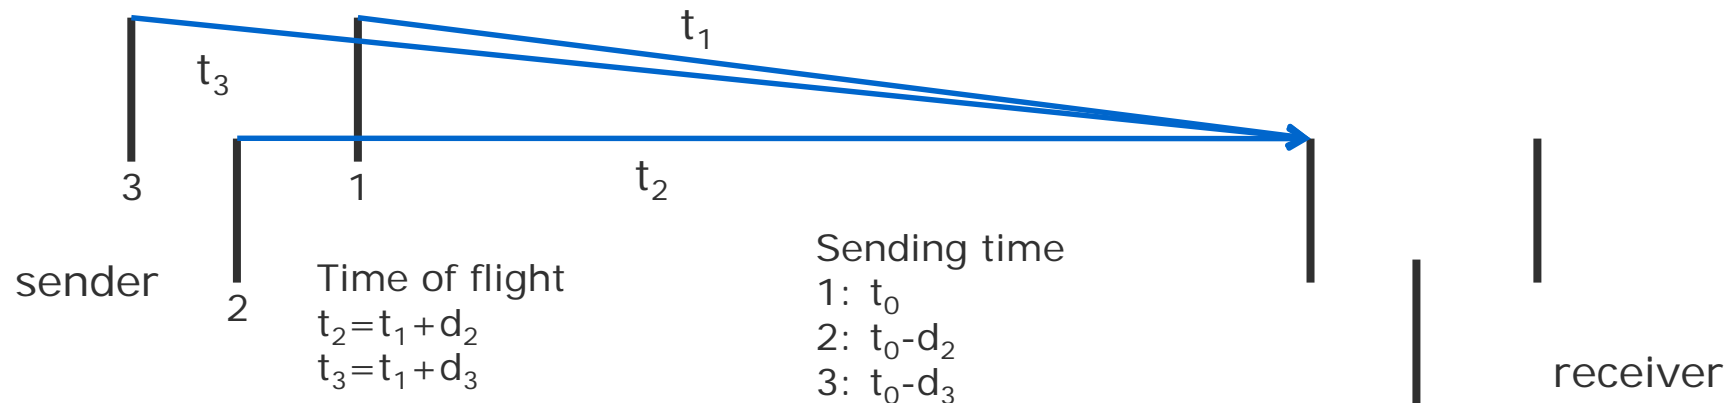 t₁
t₃
3
1
t₂
sender
2
Time of flight
t₂=t₁+d₂
t₃=t₁+d₃
Sending time
1: t₀
2: t₀-d₂
3: t₀-d₃
receiver